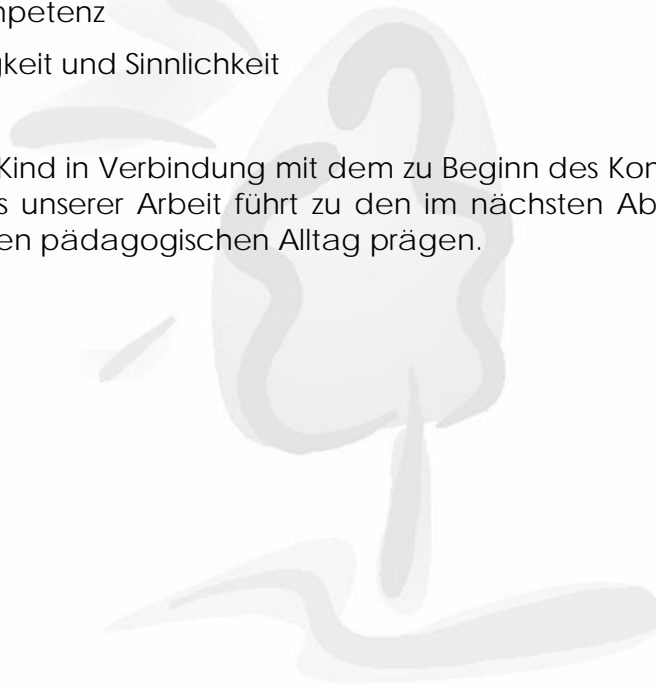 mpetenz
gkeit und Sinnlichkeit
Kind in Verbindung mit dem zu Beginn des Kon
s unserer Arbeit führt zu den im nächsten Ab
en pädagogischen Alltag prägen.